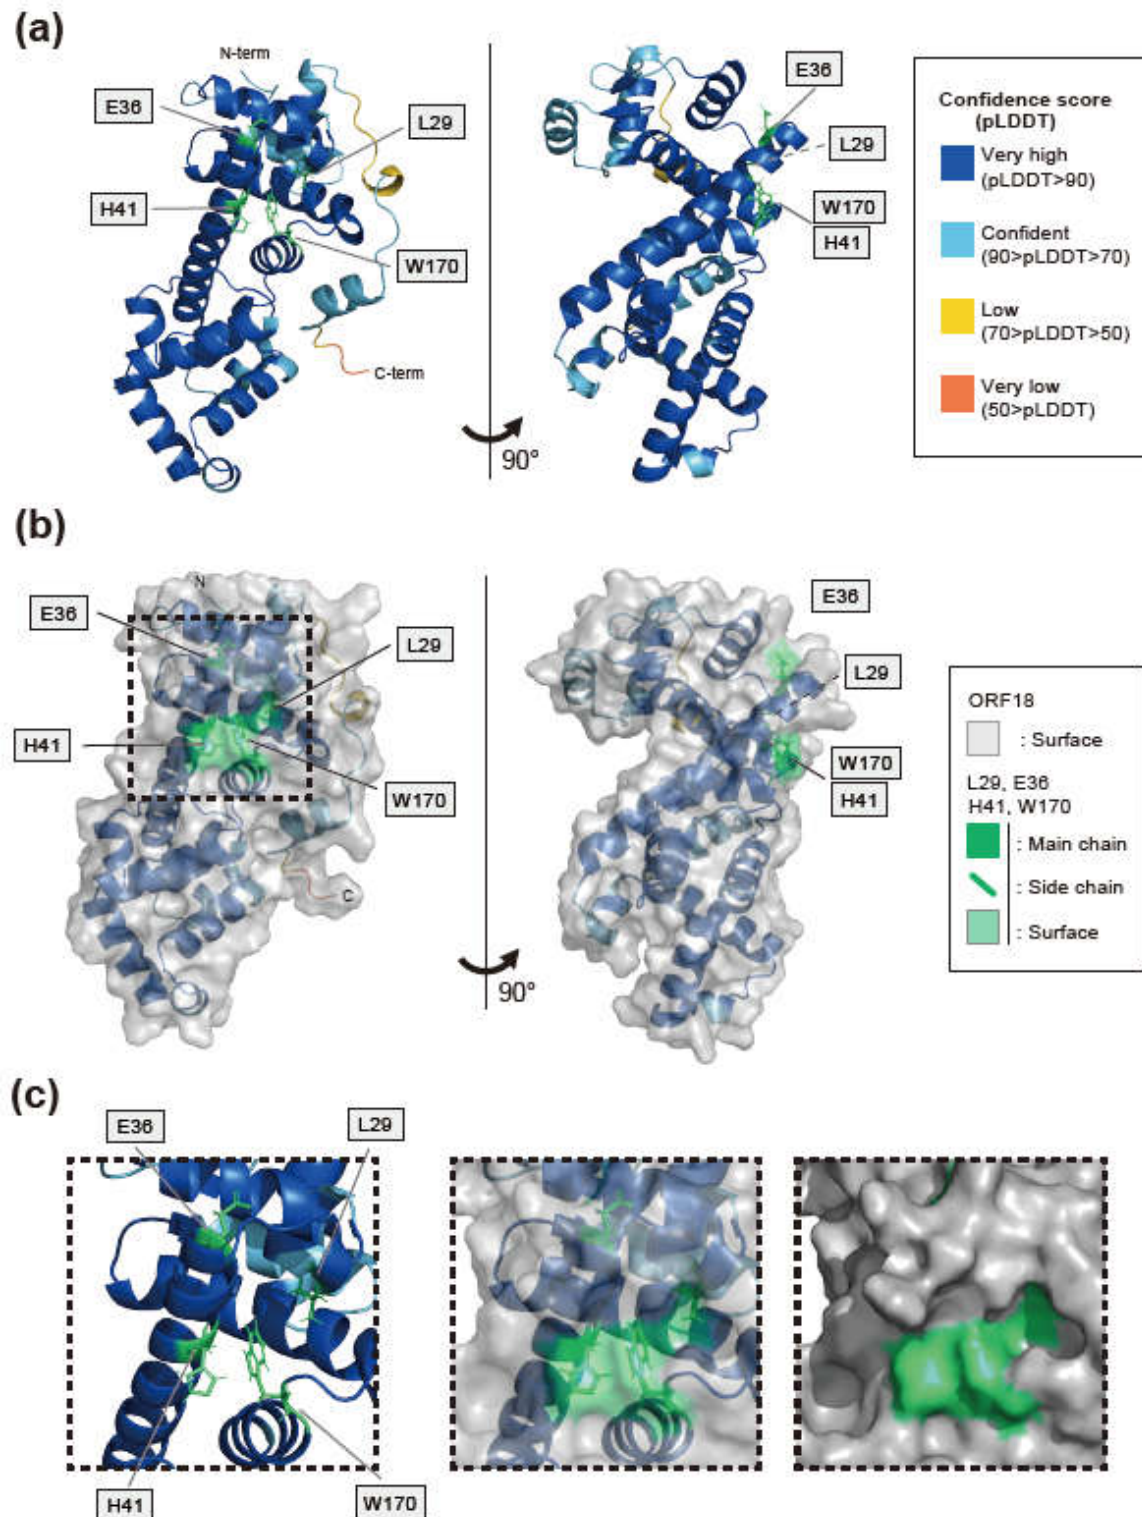 (a)
N-term
E36
L29
H41
W170
C-term
90°
E36
L29
W170
H41
Confidence score
(pLDDT)
Very high
(pLDDT>90)
Confident
(90>pLDDT>70)
Low
(70>pLDDT>50)
Very low
(50>pLDDT)
(b)
N
E36
L29
H41
W170
C
90°
E36
L29
W170
H41
ORF18
: Surface
L29, E36
H41, W170
: Main chain
: Side chain
: Surface
(c)
E36
L29
H41
W170